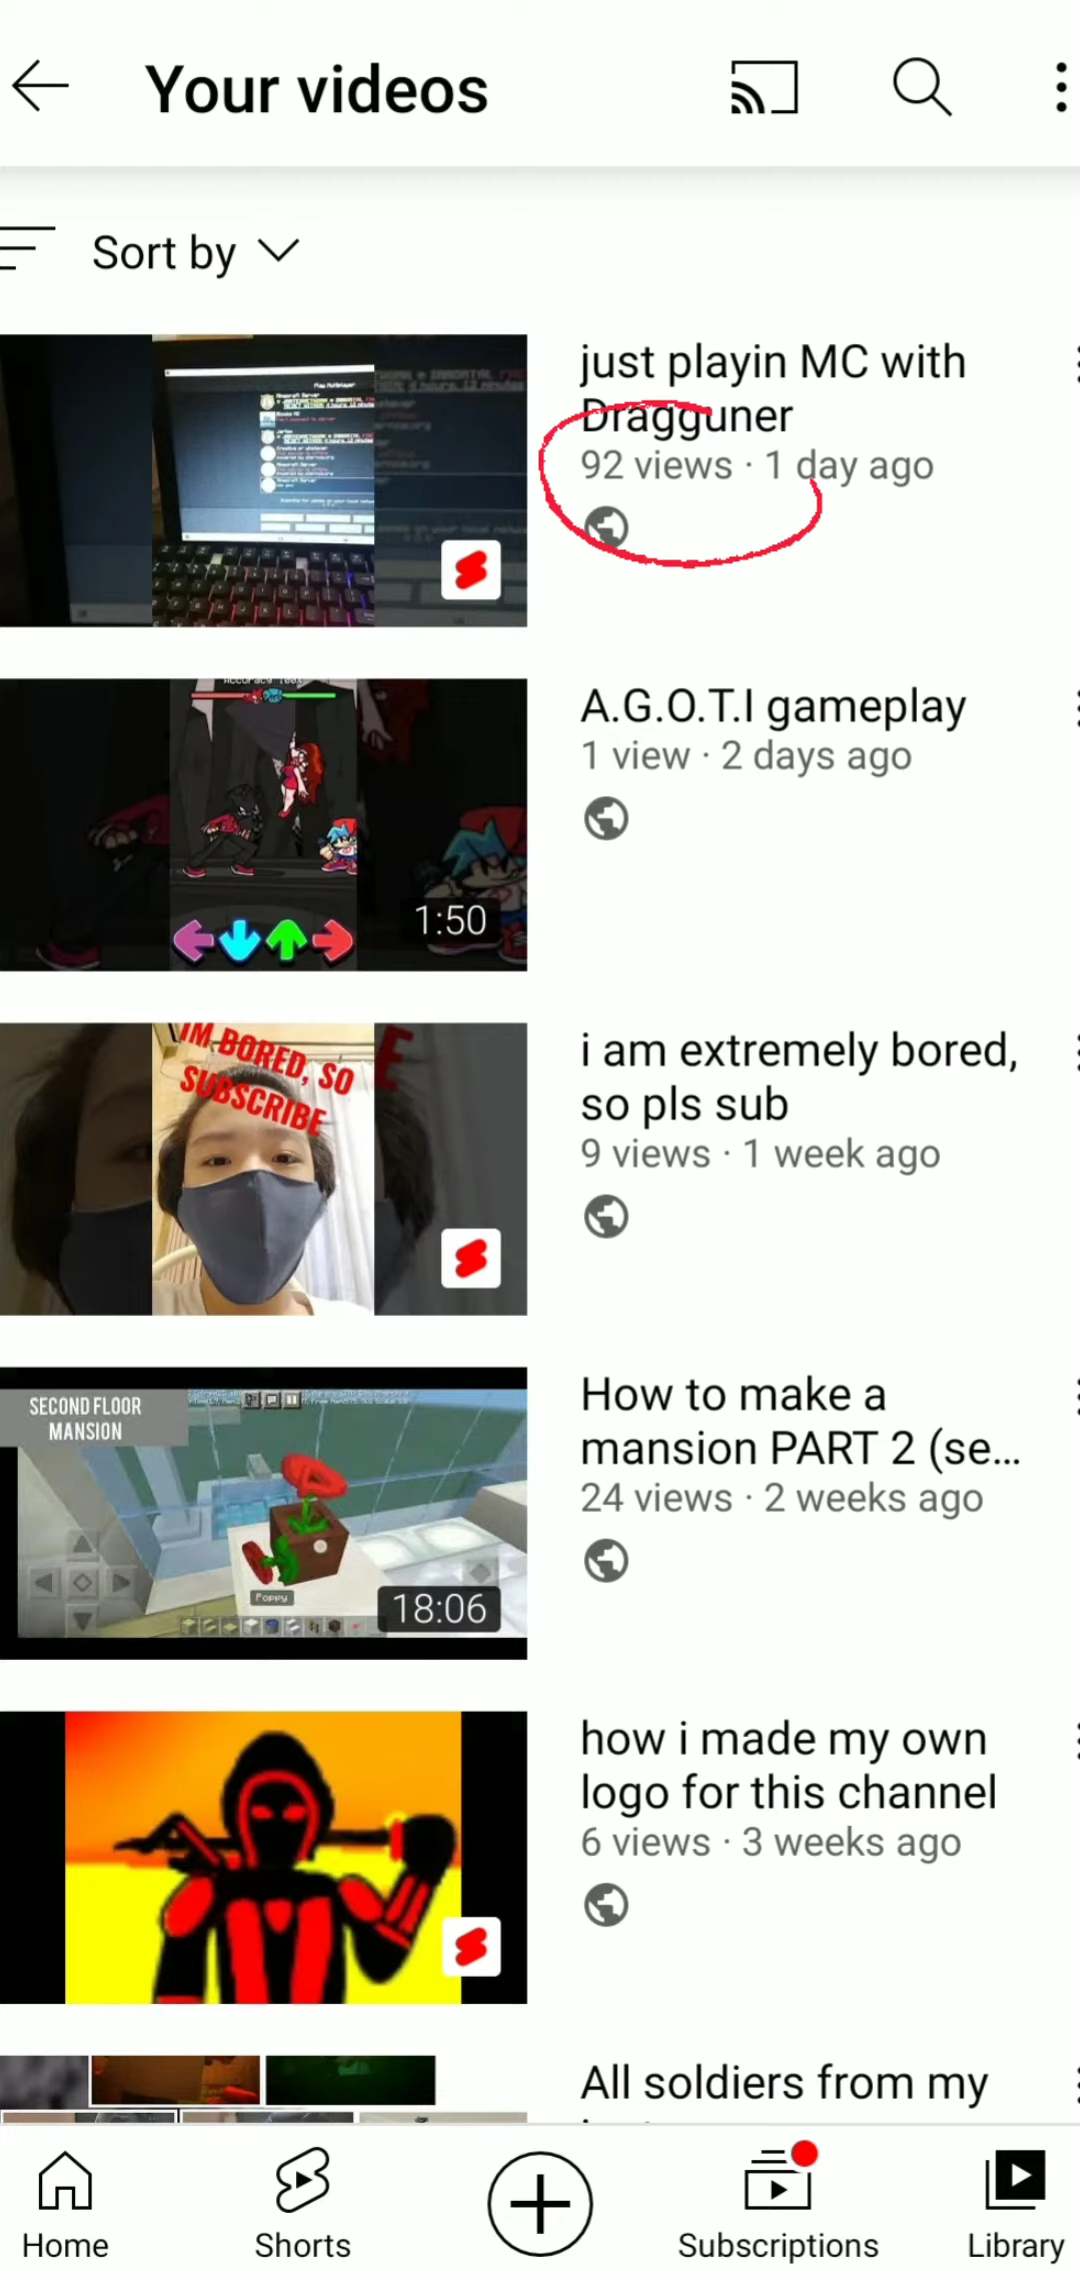 Your videos
Sort by
just playin MC with
Dragguner
92 views · 1 day ago
A.G.O.T.I gameplay
1 view · 2 days ago
1:50
IM BORED, SO
SUBSCRIBE
i am extremely bored,
so pls sub
9 views · 1 week ago
SECOND FLOOR
MANSION
Poppy
18:06
How to make a
mansion PART 2 (se...
24 views · 2 weeks ago
how i made my own
logo for this channel
6 views · 3 weeks ago
All soldiers from my
Home
Shorts
Subscriptions
Library